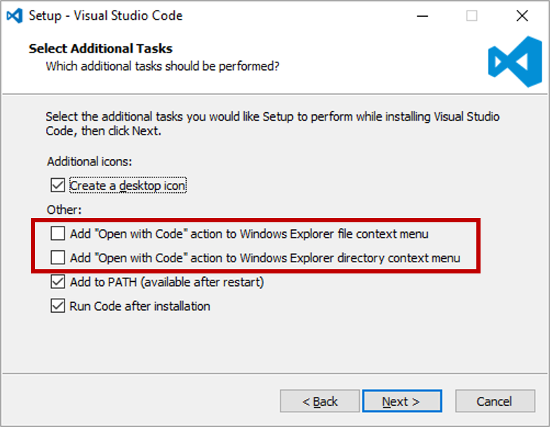 Setup - Visual Studio Code
Select Additional Tasks
Which additional tasks should be performed?
Select the additional tasks you would like Setup to perform while installing Visual Studio
Code, then click Next.
Additional icons:
Create a desktop icon
Other:
Add "Open with Code" action to Windows Explorer file context menu
Add "Open with Code" action to Windows Explorer directory context menu
Add to PATH (available after restart)
Run Code after installation
< Back
Next >
Cancel